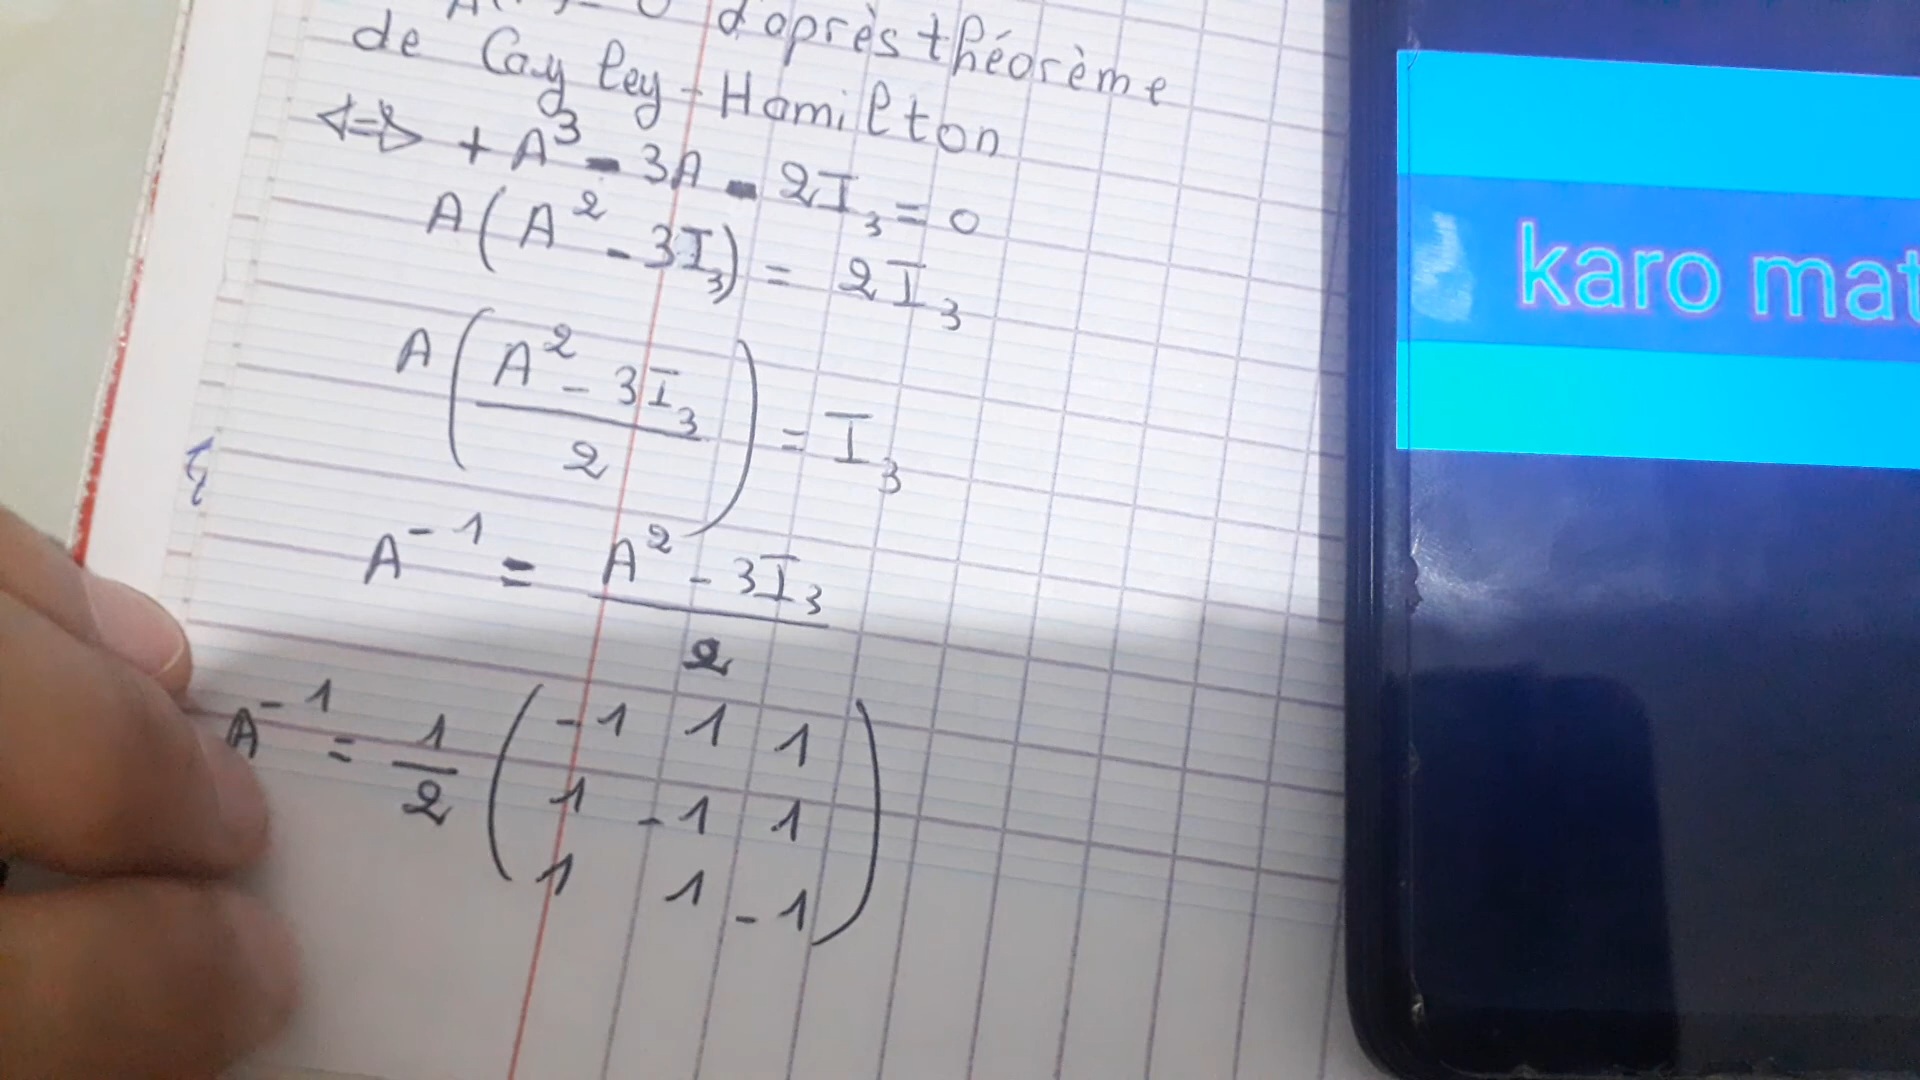 = 0 d'après théorème
de Cayley-Hamilton
<=> + A³ - 3A - 2I₃ = 0
A(A² - 3I₃) = 2I₃
A((A² - 3I₃)/2) = I₃
A⁻¹ = (A² - 3I₃)/2
A⁻¹ = 1/2 (-1 1 1
1 -1 1
1 1 -1)
karo mat